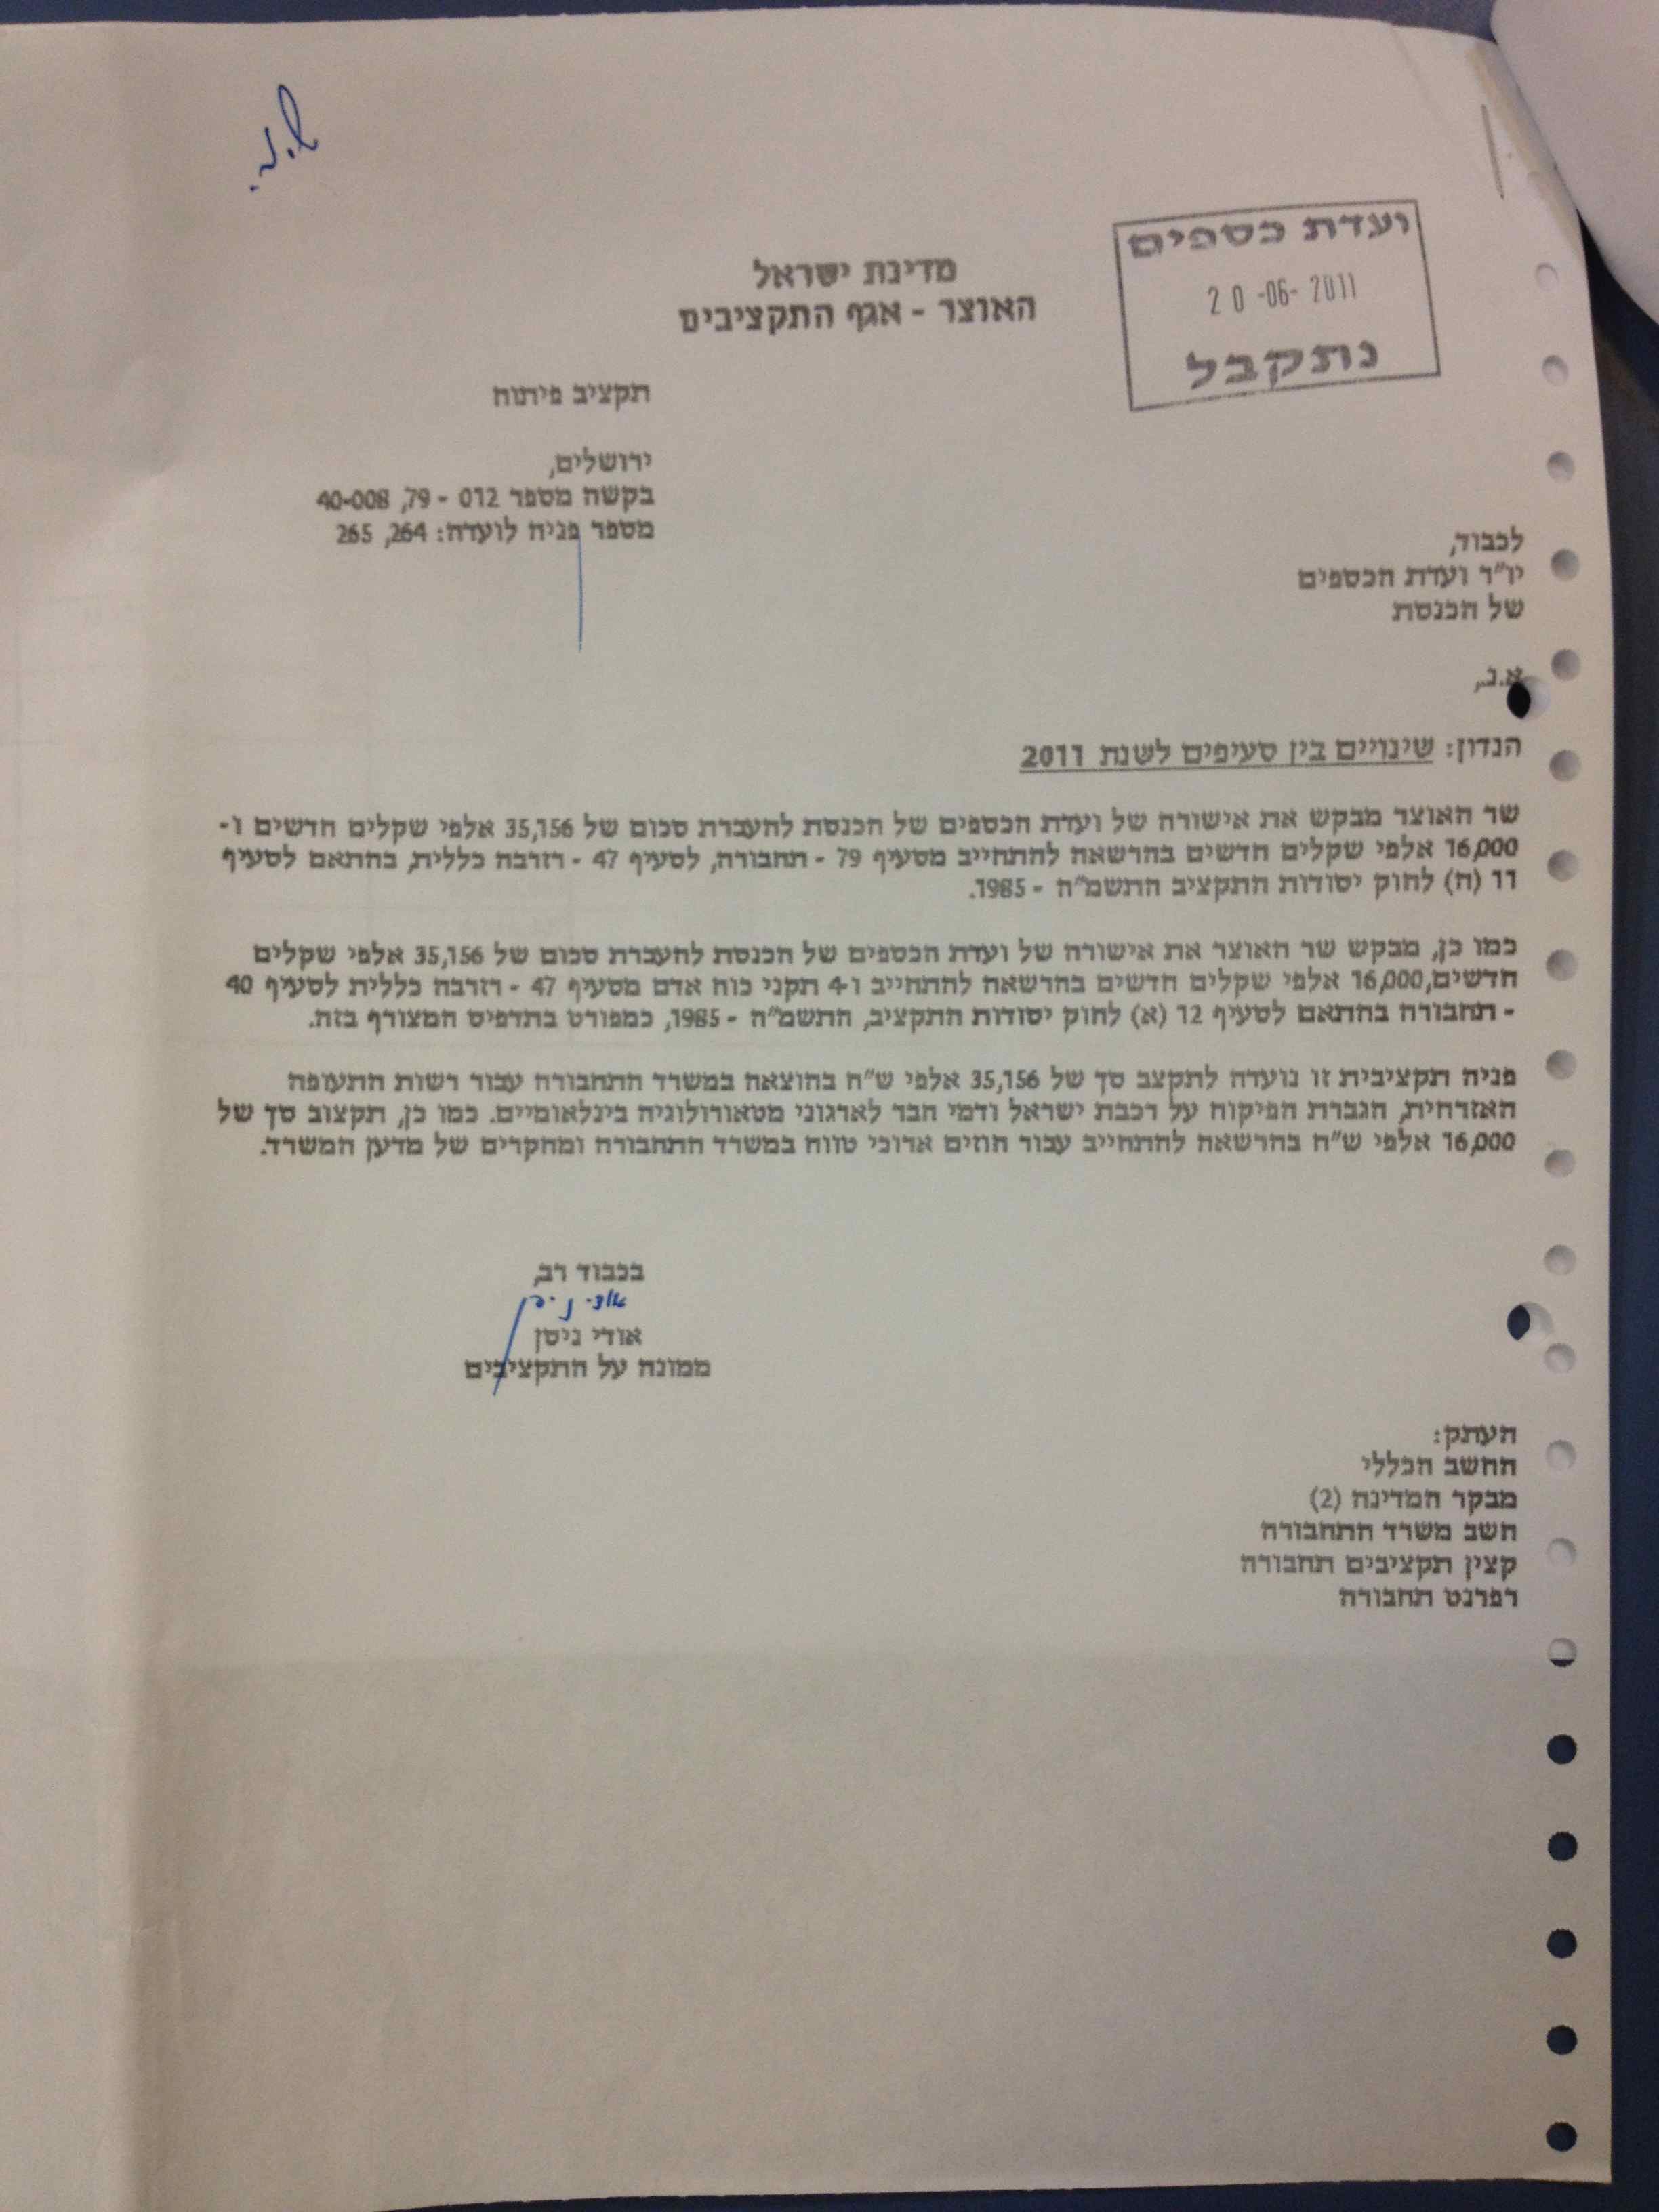 ועדת כספים
20-06-2011
נתקבל
מדינת ישראל
האוצר - אגף התקציבים
תקציב פיתוח
ירושלים,
בקשה מספר 012 - 79, 40-008
מספר פניה לועדה: 264, 265
לכבוד,
יו"ר ועדת הכספים
של הכנסת
א.נ.,
הנדון: שינויים בין סעיפים לשנת 2011
שר האוצר מבקש את אישורה של ועדת הכספים של הכנסת להעברת סכום של 35,156 אלפי שקלים חדשים ו-
16,000 אלפי שקלים חדשים בהרשאה להתחייב מסעיף 79 - תחבורה, לסעיף 47 - רזרבה כללית, בהתאם לסעיף
11 (ח) לחוק יסודות התקציב התשמ"ה - 1985.
כמו כן, מבקש שר האוצר את אישורה של ועדת הכספים של הכנסת להעברת סכום של 35,156 אלפי שקלים
חדשים,16,000 אלפי שקלים חדשים בהרשאה להתחייב ו-4 תקני כוח אדם מסעיף 47 - רזרבה כללית לסעיף 40
- תחבורה בהתאם לסעיף 12 (א) לחוק יסודות התקציב, התשמ"ה - 1985, כמפורט בתדפיס המצורף בזה.
פניה תקציבית זו נועדה לתקצב סך של 35,156 אלפי ש"ח בהוצאה במשרד התחבורה עבור רשות התעופה
האזרחית, הגברת הפיקוח על רכבת ישראל ודמי חבר לארגוני מטאורולוגיה בינלאומיים. כמו כן, תקצוב סך של
16,000 אלפי ש"ח בהרשאה להתחייב עבור חוזים ארוכי טווח במשרד התחבורה ומחקרים של מדען המשרד.
בכבוד רב,
אודי ניסן
ממונה על התקציבים
העתק:
החשב הכללי
מבקר המדינה (2)
חשב משרד התחבורה
קצין תקציבים תחבורה
רפרנט תחבורה